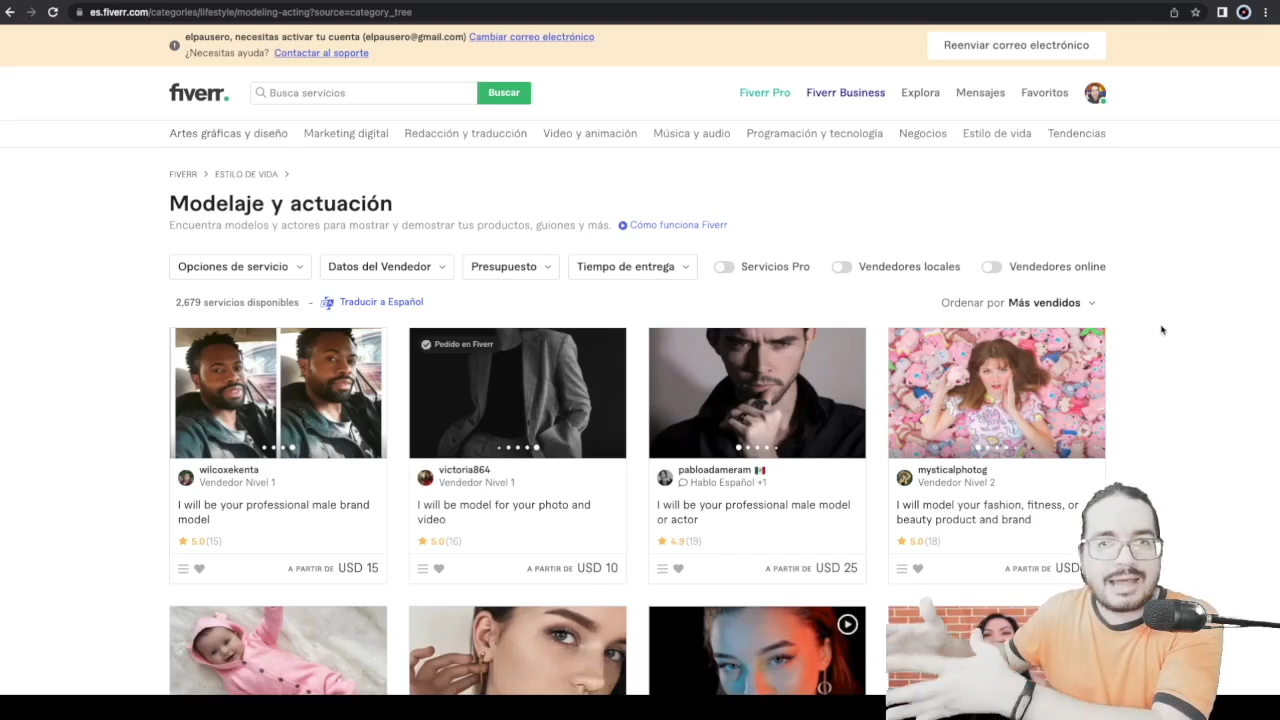 es.fiverr.com/categories/lifestyle/modeling-acting?source=category_tree
elpausero, necesitas activar tu cuenta (elpausero@gmail.com) Cambiar correo electrónico
¿Necesitas ayuda? Contactar al soporte
Reenviar correo electrónico
fiverr.
Busca servicios
Buscar
Fiverr Pro
Fiverr Business
Explora
Mensajes
Favoritos
Artes gráficas y diseño
Marketing digital
Redacción y traducción
Video y animación
Música y audio
Programación y tecnología
Negocios
Estilo de vida
Tendencias
FIVERR > ESTILO DE VIDA >
Modelaje y actuación
Encuentra modelos y actores para mostrar y demostrar tus productos, guiones y más. Cómo funciona Fiverr
Opciones de servicio
Datos del Vendedor
Presupuesto
Tiempo de entrega
Servicios Pro
Vendedores locales
Vendedores online
2,679 servicios disponibles - Traducir a Español
Ordenar por Más vendidos
wilcoxekenta
Vendedor Nivel 1
I will be your professional male brand
model
5.0 (15)
A PARTIR DE USD 15
Pedido en Fiverr
victoria864
Vendedor Nivel 1
I will be model for your photo and
video
5.0 (16)
A PARTIR DE USD 10
pabloadameram
Hablo Español +1
I will be your professional male model
or actor
4.9 (19)
A PARTIR DE USD 25
mysticalphotog
Vendedor Nivel 2
I will model your fashion, fitness, or
beauty product and brand
5.0 (18)
A PARTIR DE USD